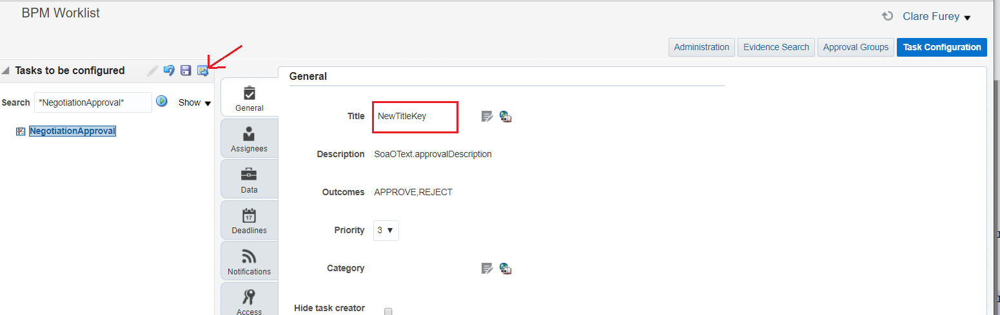 BPM Worklist
Clare Furey
Administration
Evidence Search
Approval Groups
Task Configuration
Tasks to be configured
Search
*NegotiationApproval*
Show
NegotiationApproval
General
Assignees
Data
17
Deadlines
Notifications
Access
General
Title
NewTitleKey
Description
SoaOText.approvalDescription
Outcomes
APPROVE,REJECT
Priority
3
Category
Hide task creator